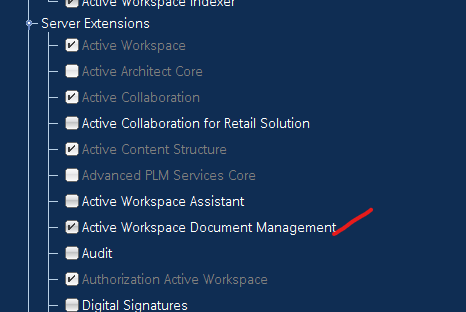 Active Workspace Indexer
Server Extensions
Active Workspace
Active Architect Core
Active Collaboration
Active Collaboration for Retail Solution
Active Content Structure
Advanced PLM Services Core
Active Workspace Assistant
Active Workspace Document Management
Audit
Authorization Active Workspace
Digital Signatures